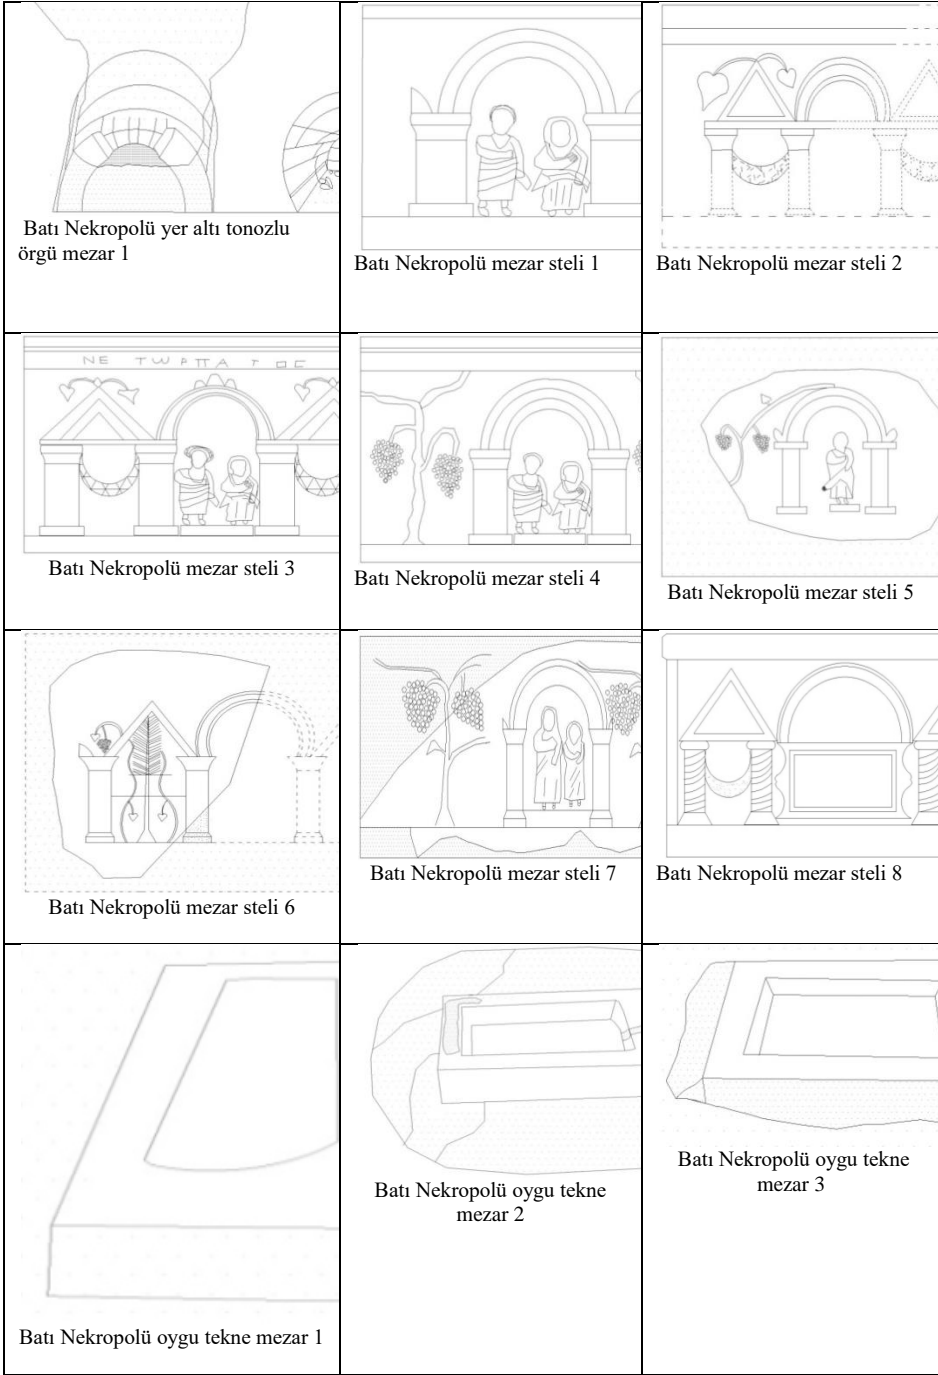 Batı Nekropolü yer altı tonozlu
örgü mezar 1
Batı Nekropolü mezar steli 1
Batı Nekropolü mezar steli 2
ΝΕ ΤѠΡΠΑ Τ ΟC
Batı Nekropolü mezar steli 3
Batı Nekropolü mezar steli 4
Batı Nekropolü mezar steli 5
Batı Nekropolü mezar steli 6
Batı Nekropolü mezar steli 7
Batı Nekropolü mezar steli 8
Batı Nekropolü oygu tekne mezar 1
Batı Nekropolü oygu tekne
mezar 2
Batı Nekropolü oygu tekne
mezar 3